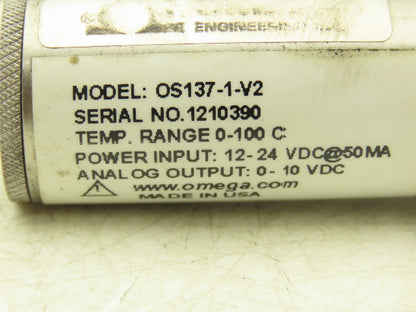 ENGINEERING, INC.
MODEL: OS137-1-V2
SERIAL NO.1210390
TEMP. RANGE 0-100 C
POWER INPUT: 12-24 VDC@50MA
ANALOG OUTPUT: 0-10 VDC
www.omega.com
MADE IN USA